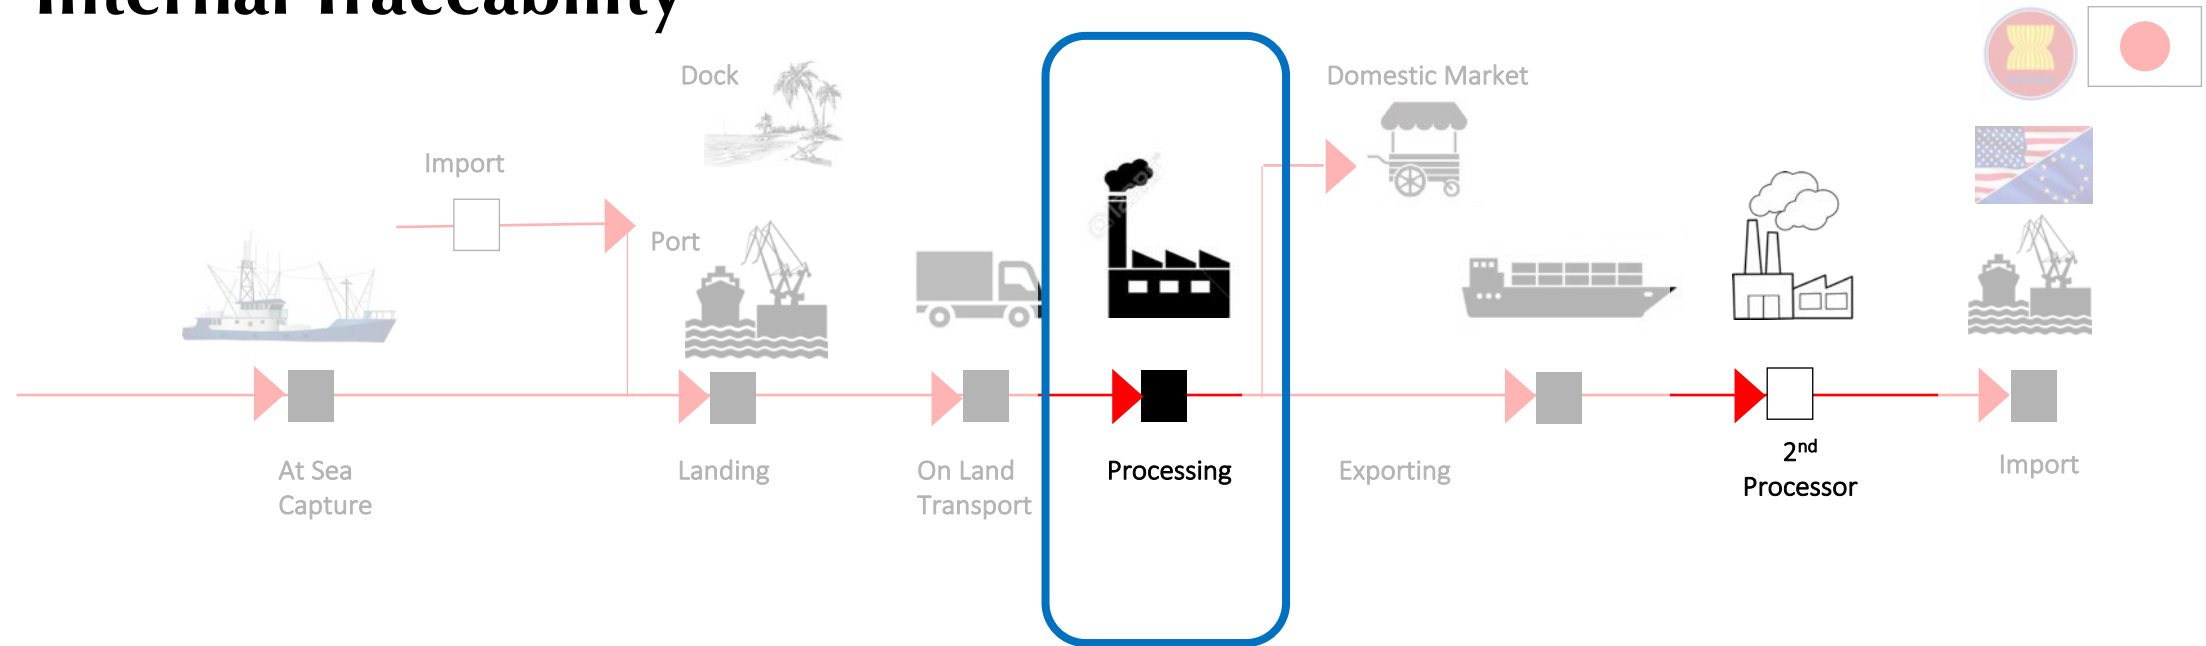 Internal Traceability
Dock
Domestic Market
Import
Port
At Sea
Capture
Landing
On Land
Transport
Processing
Exporting
2nd
Processor
Import